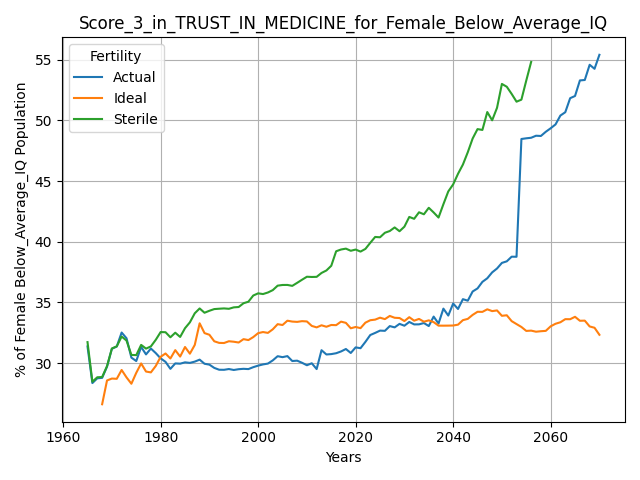 Score_3_in_TRUST_IN_MEDICINE_for_Female_Below_Average_IQ
Fertility
Actual
Ideal
Sterile
% of Female Below_Average_IQ Population
55
50
45
40
35
30
1960
1980
2000
2020
2040
2060
Years